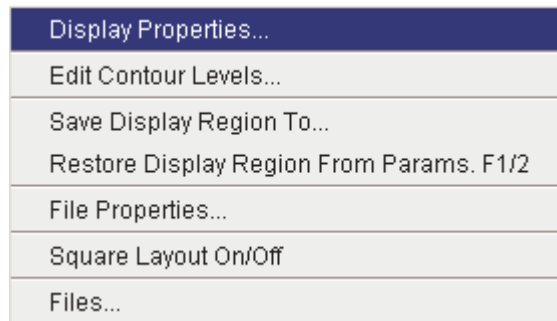 Display Properties...
Edit Contour Levels...
Save Display Region To...
Restore Display Region From Params. F1/2
File Properties...
Square Layout On/Off
Files...